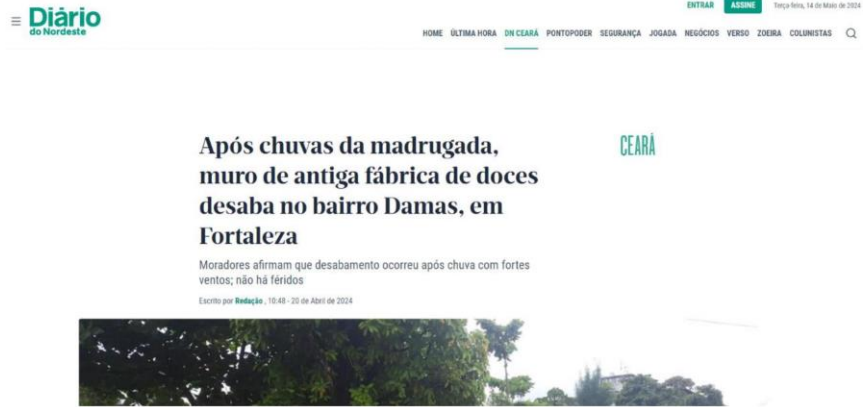 ENTRAR ASSINE Terça-feira, 14 de Maio de 2024
Diário
do Nordeste
HOME ÚLTIMA HORA DN CEARÁ PONTOPODER SEGURANÇA JOGADA NEGÓCIOS VERSO ZOEIRA COLUNISTAS
Após chuvas da madrugada,
muro de antiga fábrica de doces
desaba no bairro Damas, em
Fortaleza
CEARÁ
Moradores afirmam que desabamento ocorreu após chuva com fortes
ventos; não há féridos
Escrito por Redação , 10:48 - 20 de Abril de 2024